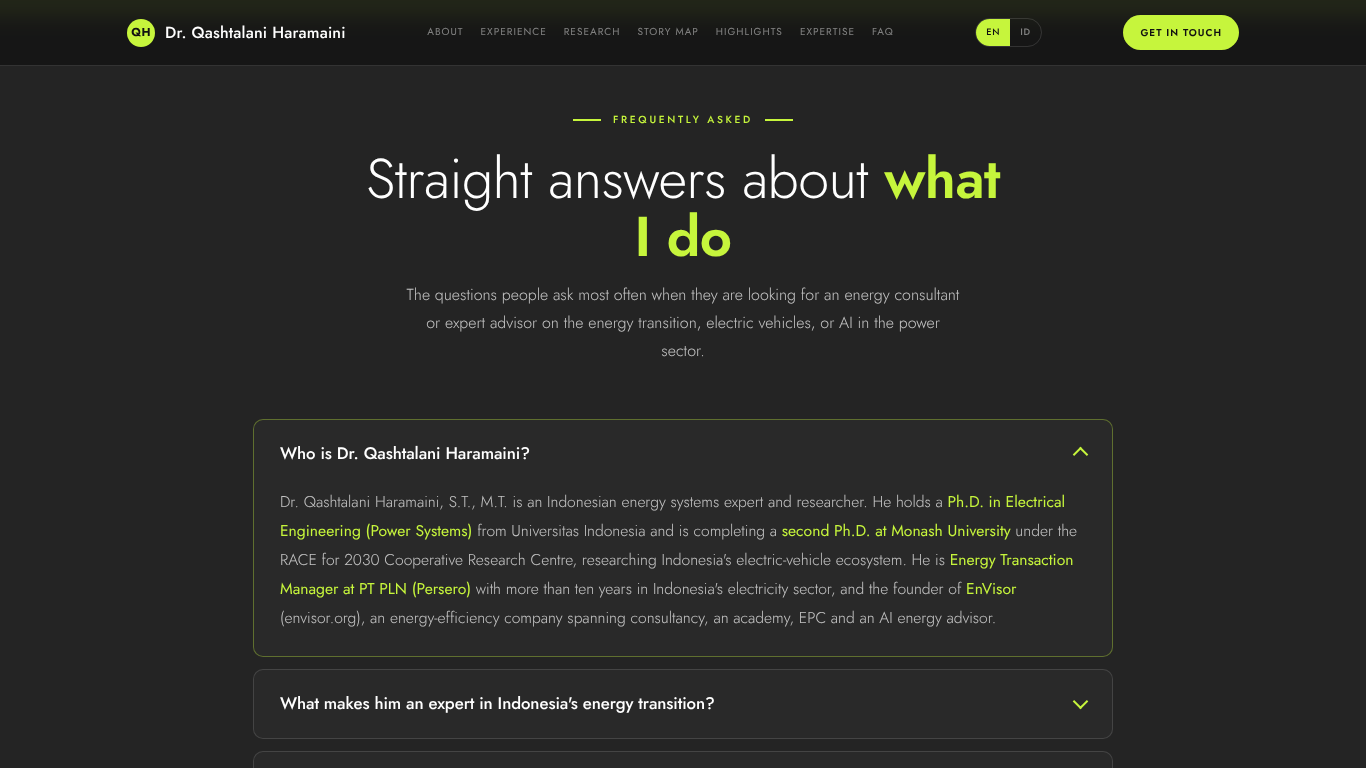 QH Dr. Qashtalani Haramaini ABOUT EXPERIENCE RESEARCH STORY MAP HIGHLIGHTS EXPERTISE FAQ EN ID GET IN TOUCH
FREQUENTLY ASKED
Straight answers about what
I do
The questions people ask most often when they are looking for an energy consultant
or expert advisor on the energy transition, electric vehicles, or AI in the power
sector.
Who is Dr. Qashtalani Haramaini?
Dr. Qashtalani Haramaini, S.T., M.T. is an Indonesian energy systems expert and researcher. He holds a Ph.D. in Electrical
Engineering (Power Systems) from Universitas Indonesia and is completing a second Ph.D. at Monash University under the
RACE for 2030 Cooperative Research Centre, researching Indonesia's electric-vehicle ecosystem. He is Energy Transaction
Manager at PT PLN (Persero) with more than ten years in Indonesia's electricity sector, and the founder of EnVisor
(envisor.org), an energy-efficiency company spanning consultancy, an academy, EPC and an AI energy advisor.
What makes him an expert in Indonesia's energy transition?